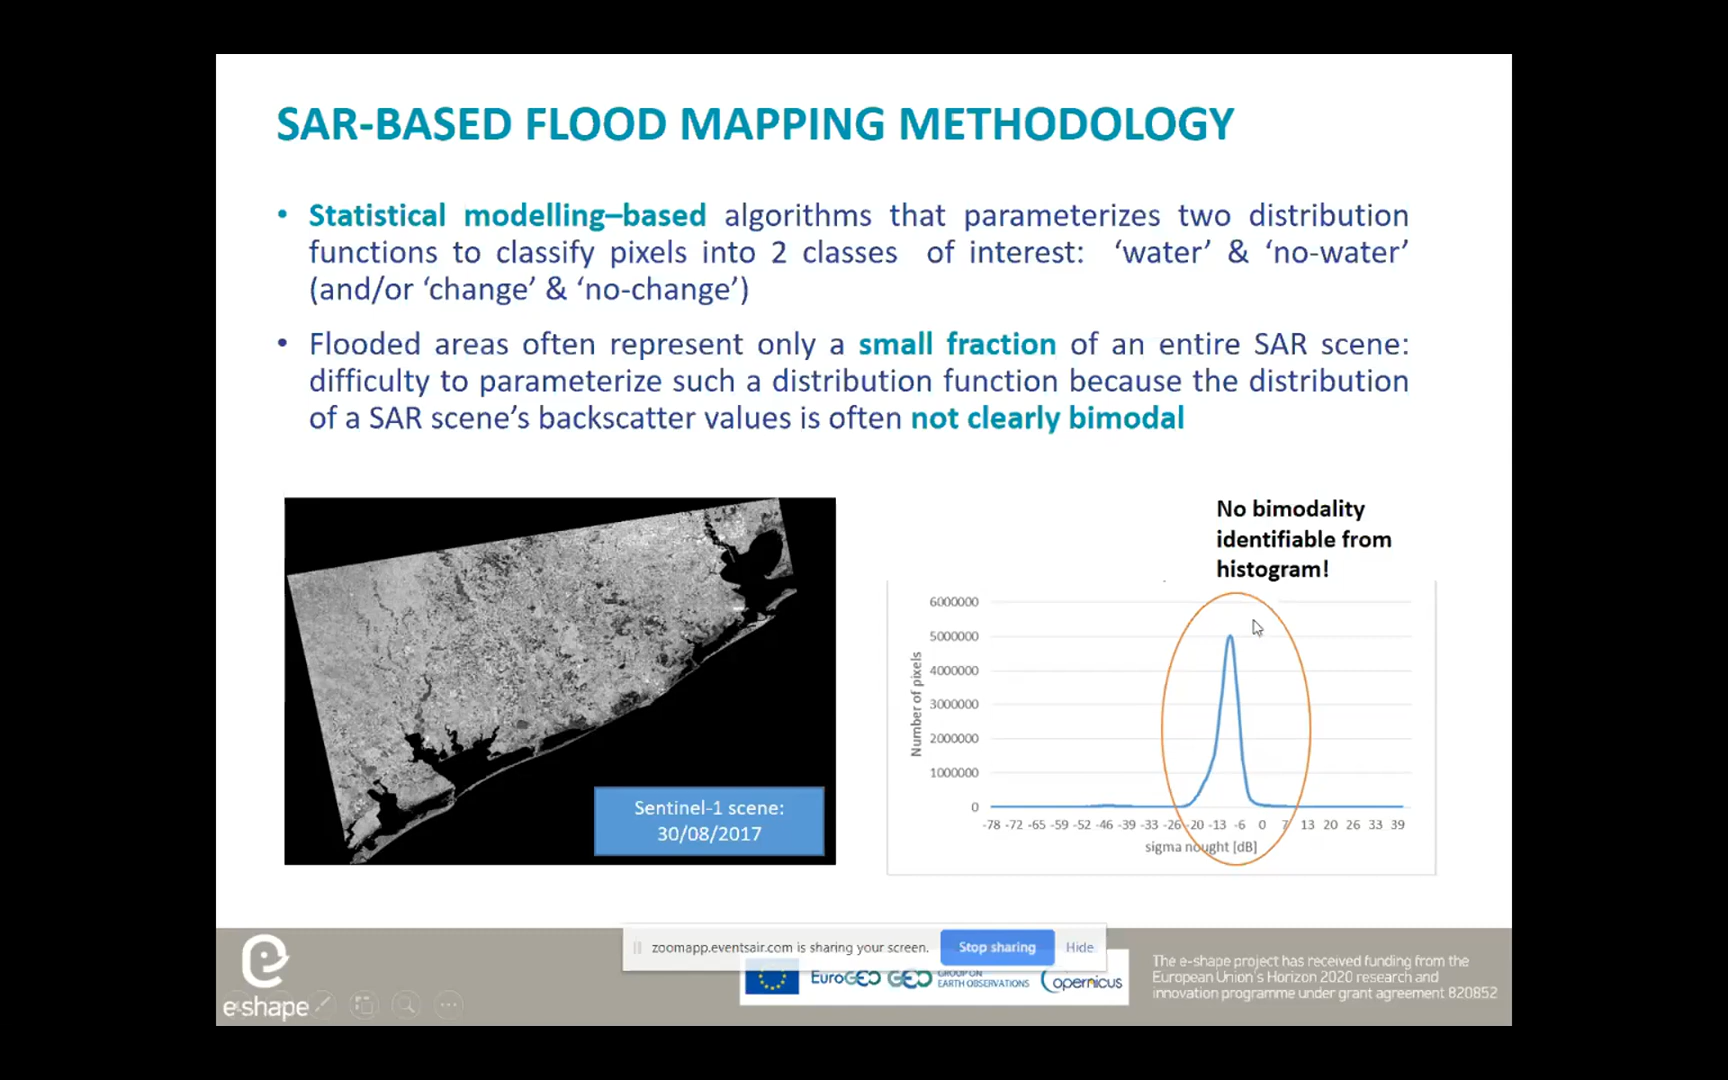 SAR-BASED FLOOD MAPPING METHODOLOGY
• Statistical modelling–based algorithms that parameterizes two distribution
functions to classify pixels into 2 classes of interest: ‘water’ & ‘no-water’
(and/or ‘change’ & ‘no-change’)
• Flooded areas often represent only a small fraction of an entire SAR scene:
difficulty to parameterize such a distribution function because the distribution
of a SAR scene’s backscatter values is often not clearly bimodal
Sentinel-1 scene:
30/08/2017
No bimodality
identifiable from
histogram!
Number of pixels
6000000
5000000
4000000
3000000
2000000
1000000
0
-78 -72 -65 -59 -52 -46 -39 -33 -26 -20 -13 -6 0 7 13 20 26 33 39
sigma nought [dB]
zoomapp.eventsair.com is sharing your screen. Stop sharing Hide
e-shape
EuroGEO GEO GROUP ON
EARTH OBSERVATIONS
Copernicus
The e-shape project has received funding from the
European Union's Horizon 2020 research and
innovation programme under grant agreement 820852